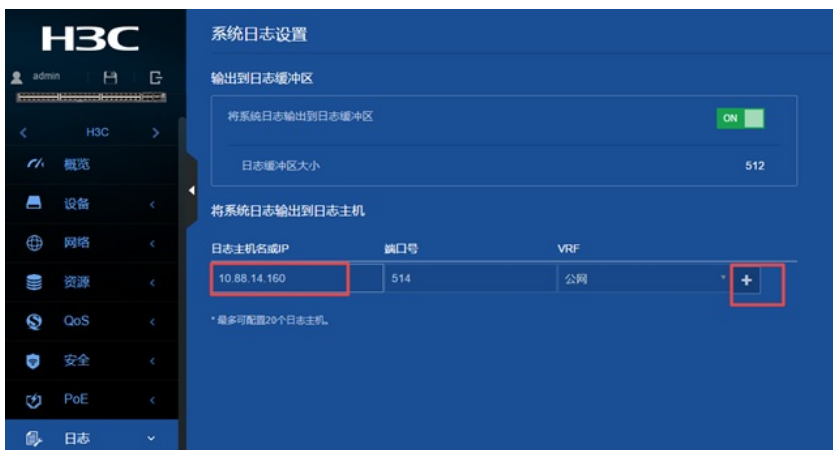 H3C
admin
H3C
概览
设备
网络
资源
QoS
安全
PoE
日志
系统日志设置
输出到日志缓冲区
将系统日志输出到日志缓冲区
ON
日志缓冲区大小 512
将系统日志输出到日志主机
日志主机名或IP 端口号 VRF
10.88.14.160 514 公网
* 最多可配置20个日志主机。